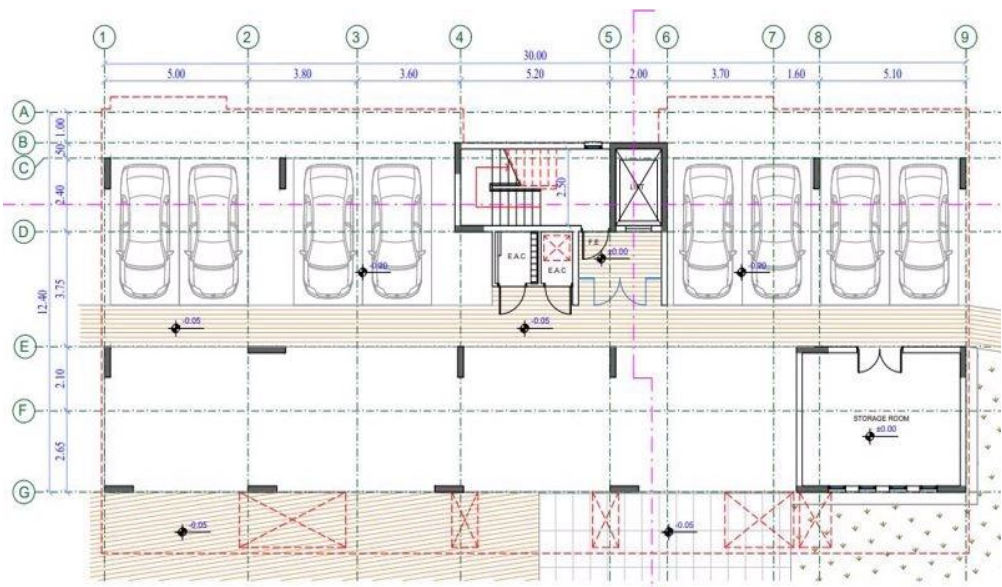 1 2 3 4 5 6 7 8 9
30.00
5.00 3.80 3.60 5.20 2.00 3.70 1.60 5.10
A
1.00
B
.50
C
2.40
2.50
LIFT
D
F.E
±0.00
E.A.C
E.A.C
3.75
12.40
-0.05
-0.05
E
2.10
F
STORAGE ROOM
±0.00
2.65
G
-0.05
-0.05